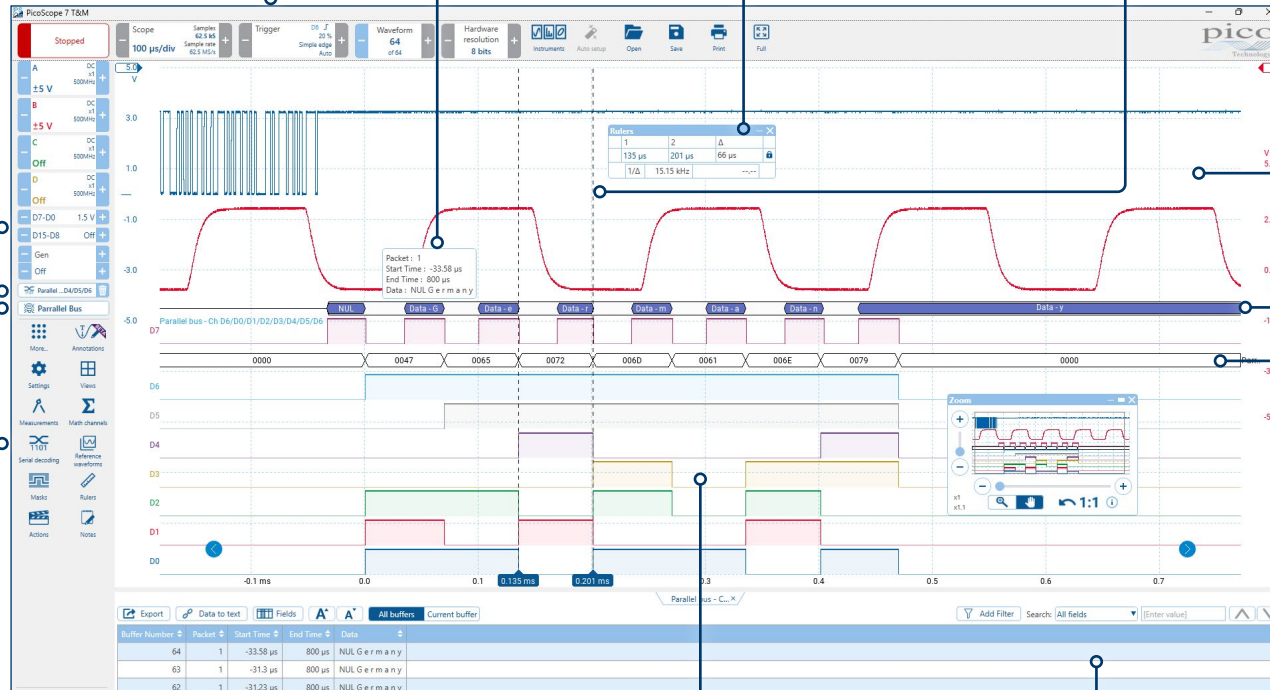 PicoScope 7 T&M
Stopped
Scope
100 µs/div
Samples
62.5 kS
Sample rate
62.5 MS/s
Trigger
D6
20 %
Simple edge
Auto
Waveform
64
of 64
Hardware
resolution
8 bits
Instruments
Auto setup
Open
Save
Print
Full
pico
Technology
A
±5 V
DC
x1
500MHz
B
±5 V
DC
x1
500MHz
C
Off
DC
x1
500MHz
D
Off
DC
x1
500MHz
D7-D0 1.5 V
D15-D8 Off
Gen
Off
Parallel ...D4/D5/D6
Parrallel Bus
More...
Annotations
Settings
Views
Measurements
Math channels
Serial decoding
Reference
waveforms
Masks
Rulers
Actions
Notes
5.0
V
3.0
1.0
-1.0
-3.0
-5.0
Rulers
1 2 Δ
135 µs 201 µs 66 µs
1/Δ 15.15 kHz --.--
Packet : 1
Start Time : -33.58 µs
End Time : 800 µs
Data : NUL G e r m a n y
NUL Data - G Data - e Data - r Data - m Data - a Data - n Data - y
Parallel bus - Ch D6/D0/D1/D2/D3/D4/D5/D6
D7
0000 0047 0065 0072 006D 0061 006E 0079 0000
D6
D5
D4
D3
D2
D1
D0
Zoom
x1
x1.1
1:1
V
5.
2.
0.
-1
-3
-5
-0.1 ms 0.0 0.1 0.135 ms 0.201 ms 0.3 0.4 0.5 0.6 0.7
Parallel bus - C... ×
Export
Data to text
Fields
A
A
All buffers
Current buffer
Add Filter
Search: All fields
[Enter value]
Buffer Number Packet Start Time End Time Data
64 1 -33.58 µs 800 µs NUL G e r m a n y
63 1 -31.3 µs 800 µs NUL G e r m a n y
62 1 -31.23 µs 800 µs NUL G e r m a n y